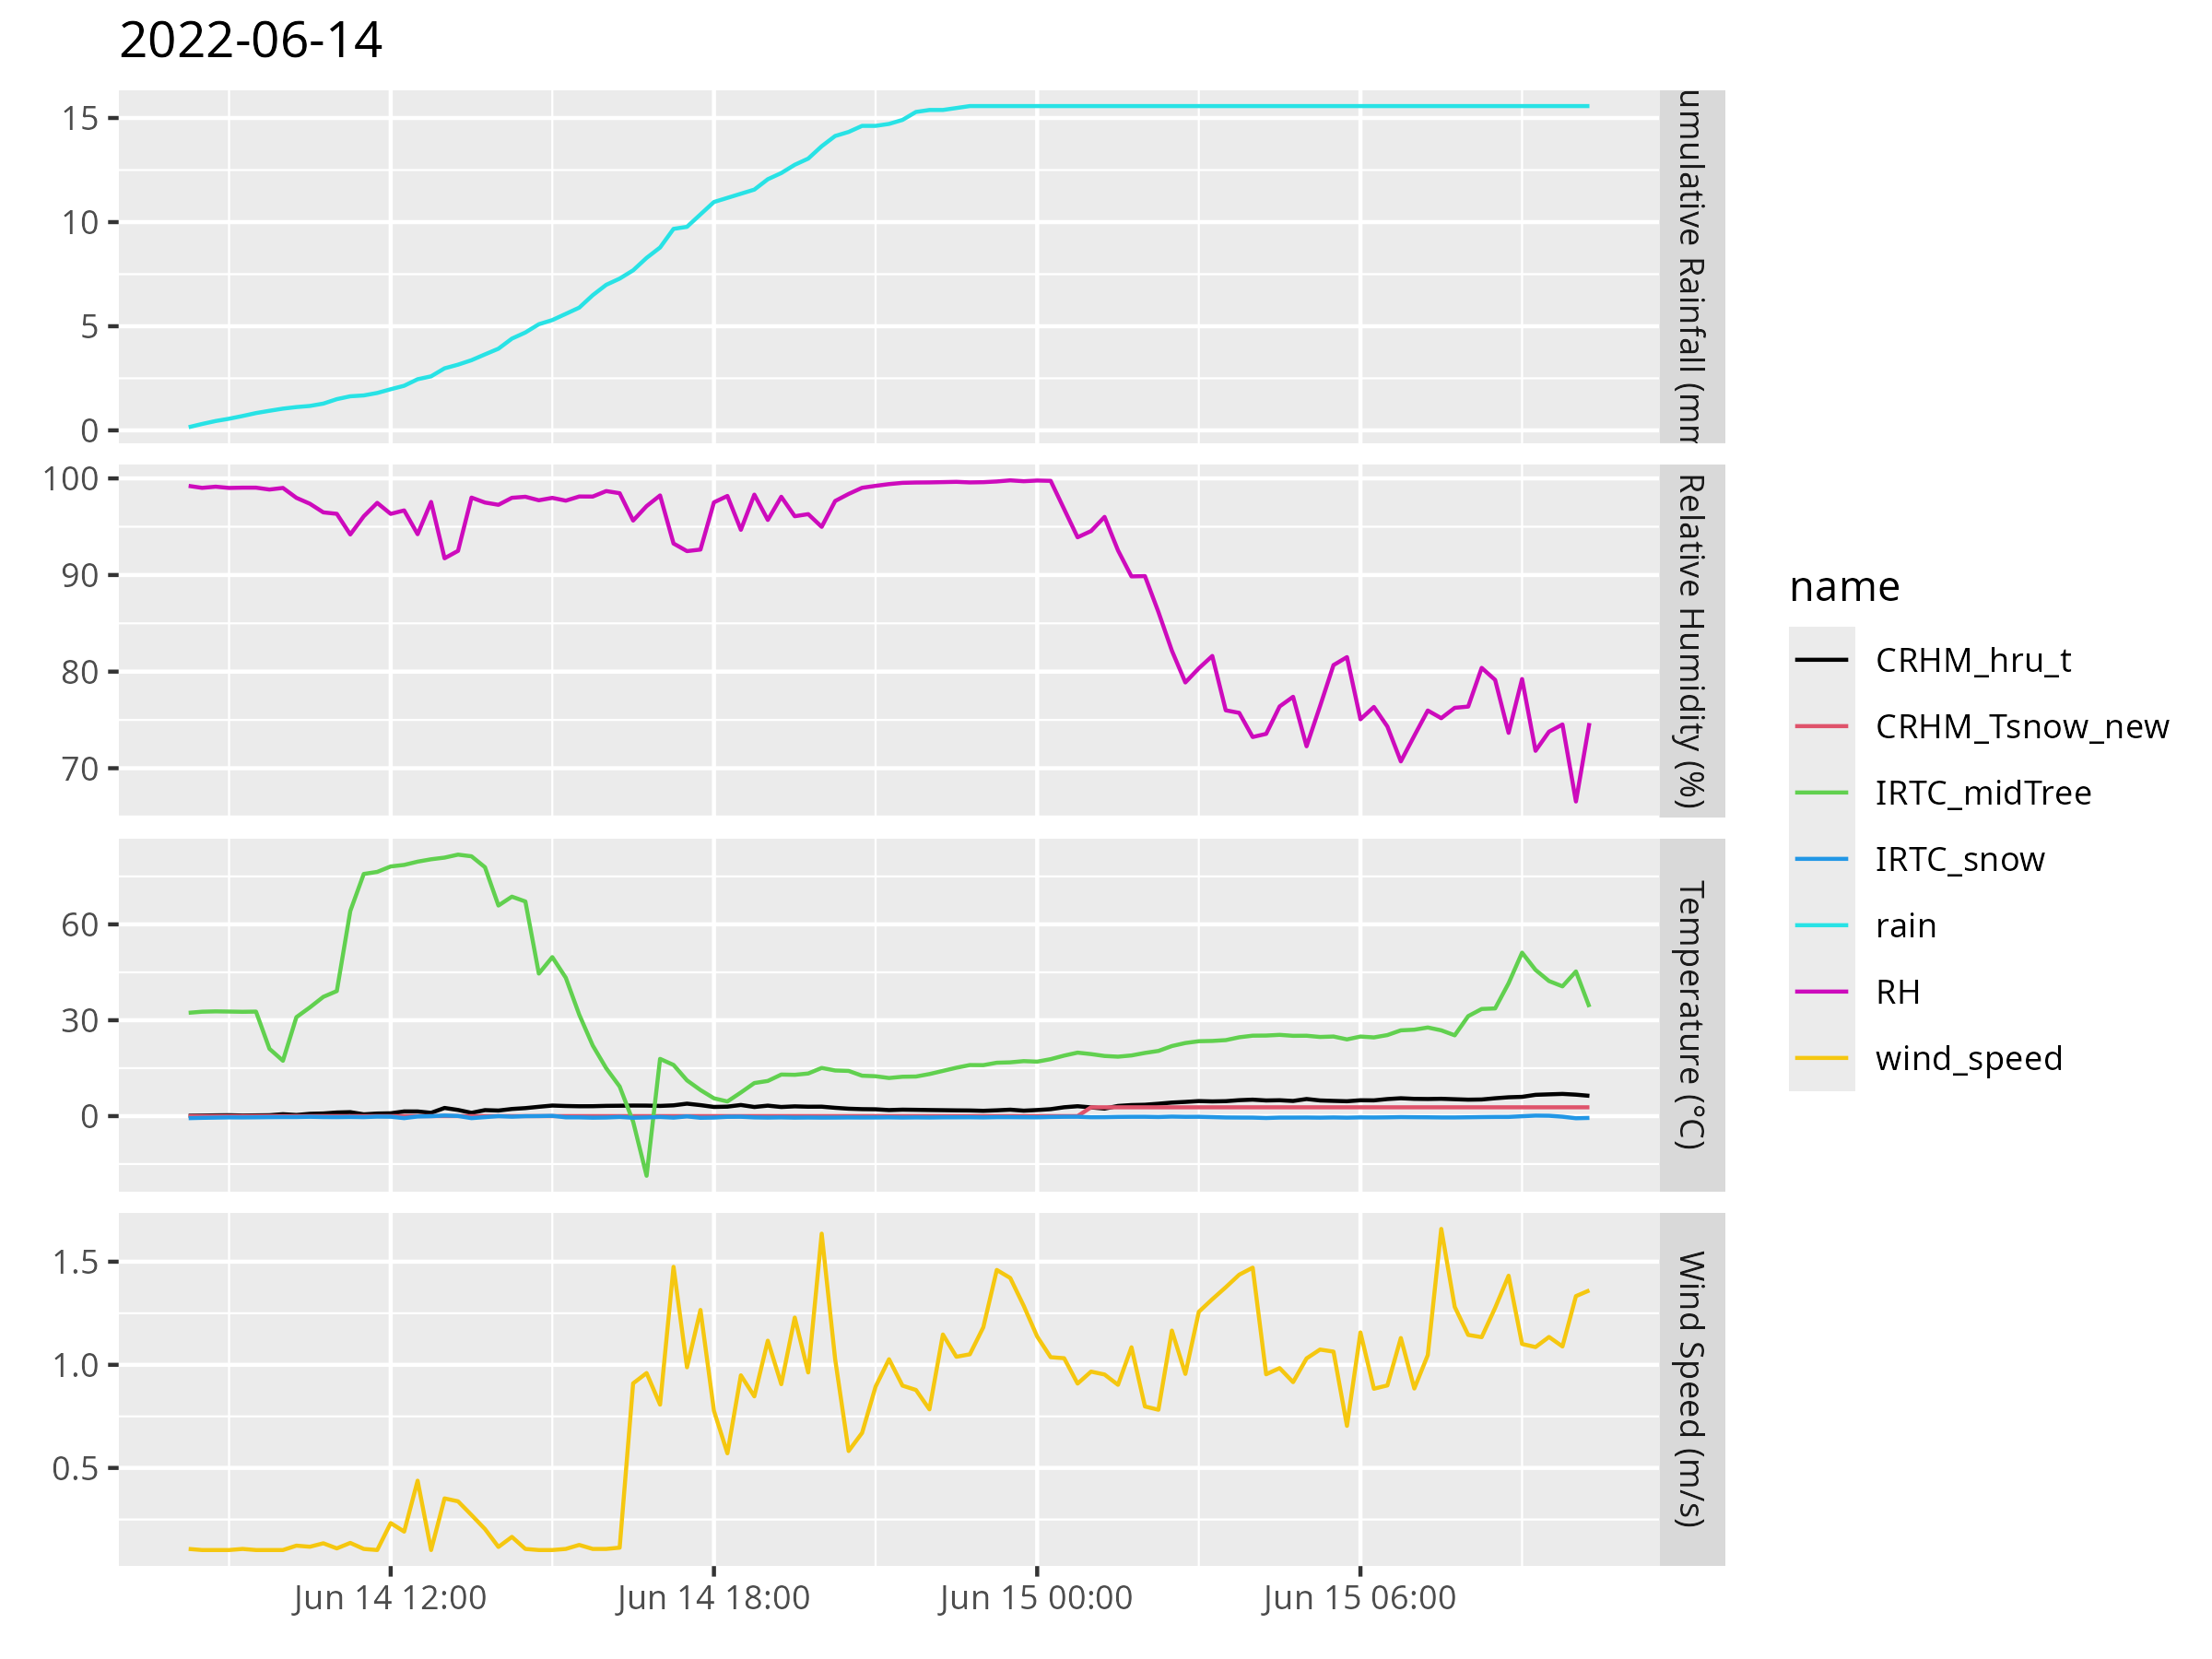 2022-06-14
15
10
5
0
umulative Rainfall (mm
100
90
80
70
Relative Humidity (%)
60
30
0
Temperature (°C)
1.5
1.0
0.5
Wind Speed (m/s)
Jun 14 12:00
Jun 14 18:00
Jun 15 00:00
Jun 15 06:00
name
CRHM_hru_t
CRHM_Tsnow_new
IRTC_midTree
IRTC_snow
rain
RH
wind_speed